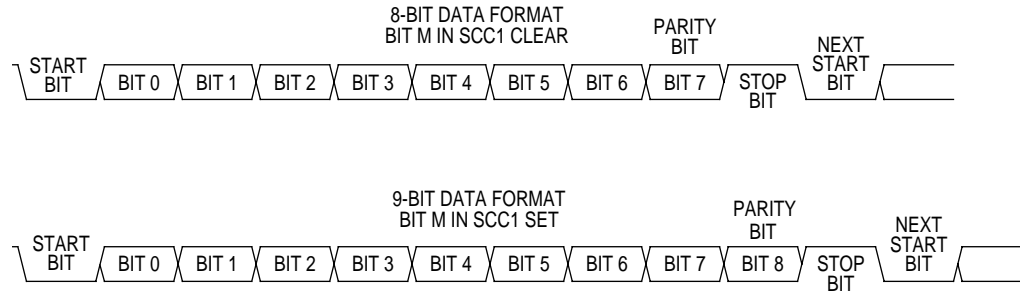 8-BIT DATA FORMAT
BIT M IN SCC1 CLEAR
PARITY
BIT
NEXT
START
BIT
START
BIT
BIT 0
BIT 1
BIT 2
BIT 3
BIT 4
BIT 5
BIT 6
BIT 7
STOP
BIT
9-BIT DATA FORMAT
BIT M IN SCC1 SET
PARITY
BIT
NEXT
START
BIT
START
BIT
BIT 0
BIT 1
BIT 2
BIT 3
BIT 4
BIT 5
BIT 6
BIT 7
BIT 8
STOP
BIT